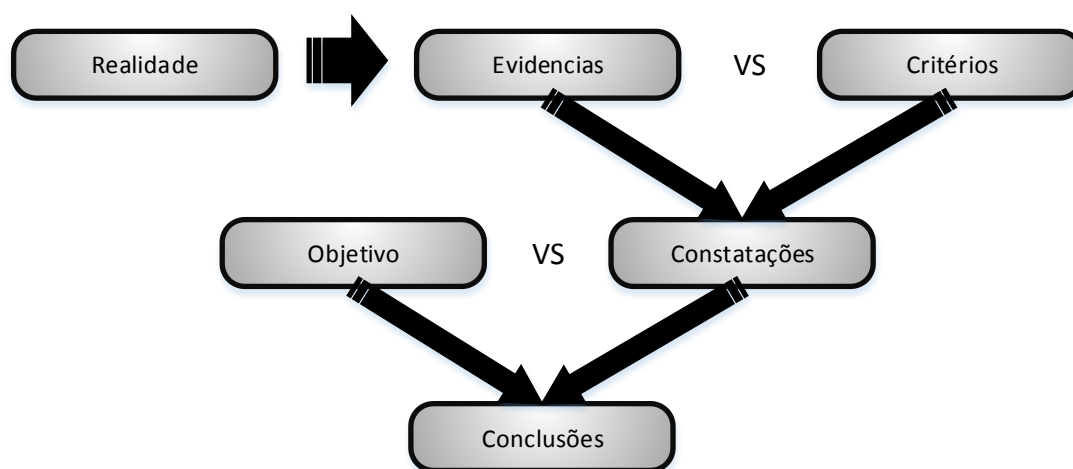 Realidade
Evidencias
VS
Critérios
Objetivo
VS
Constatações
Conclusões